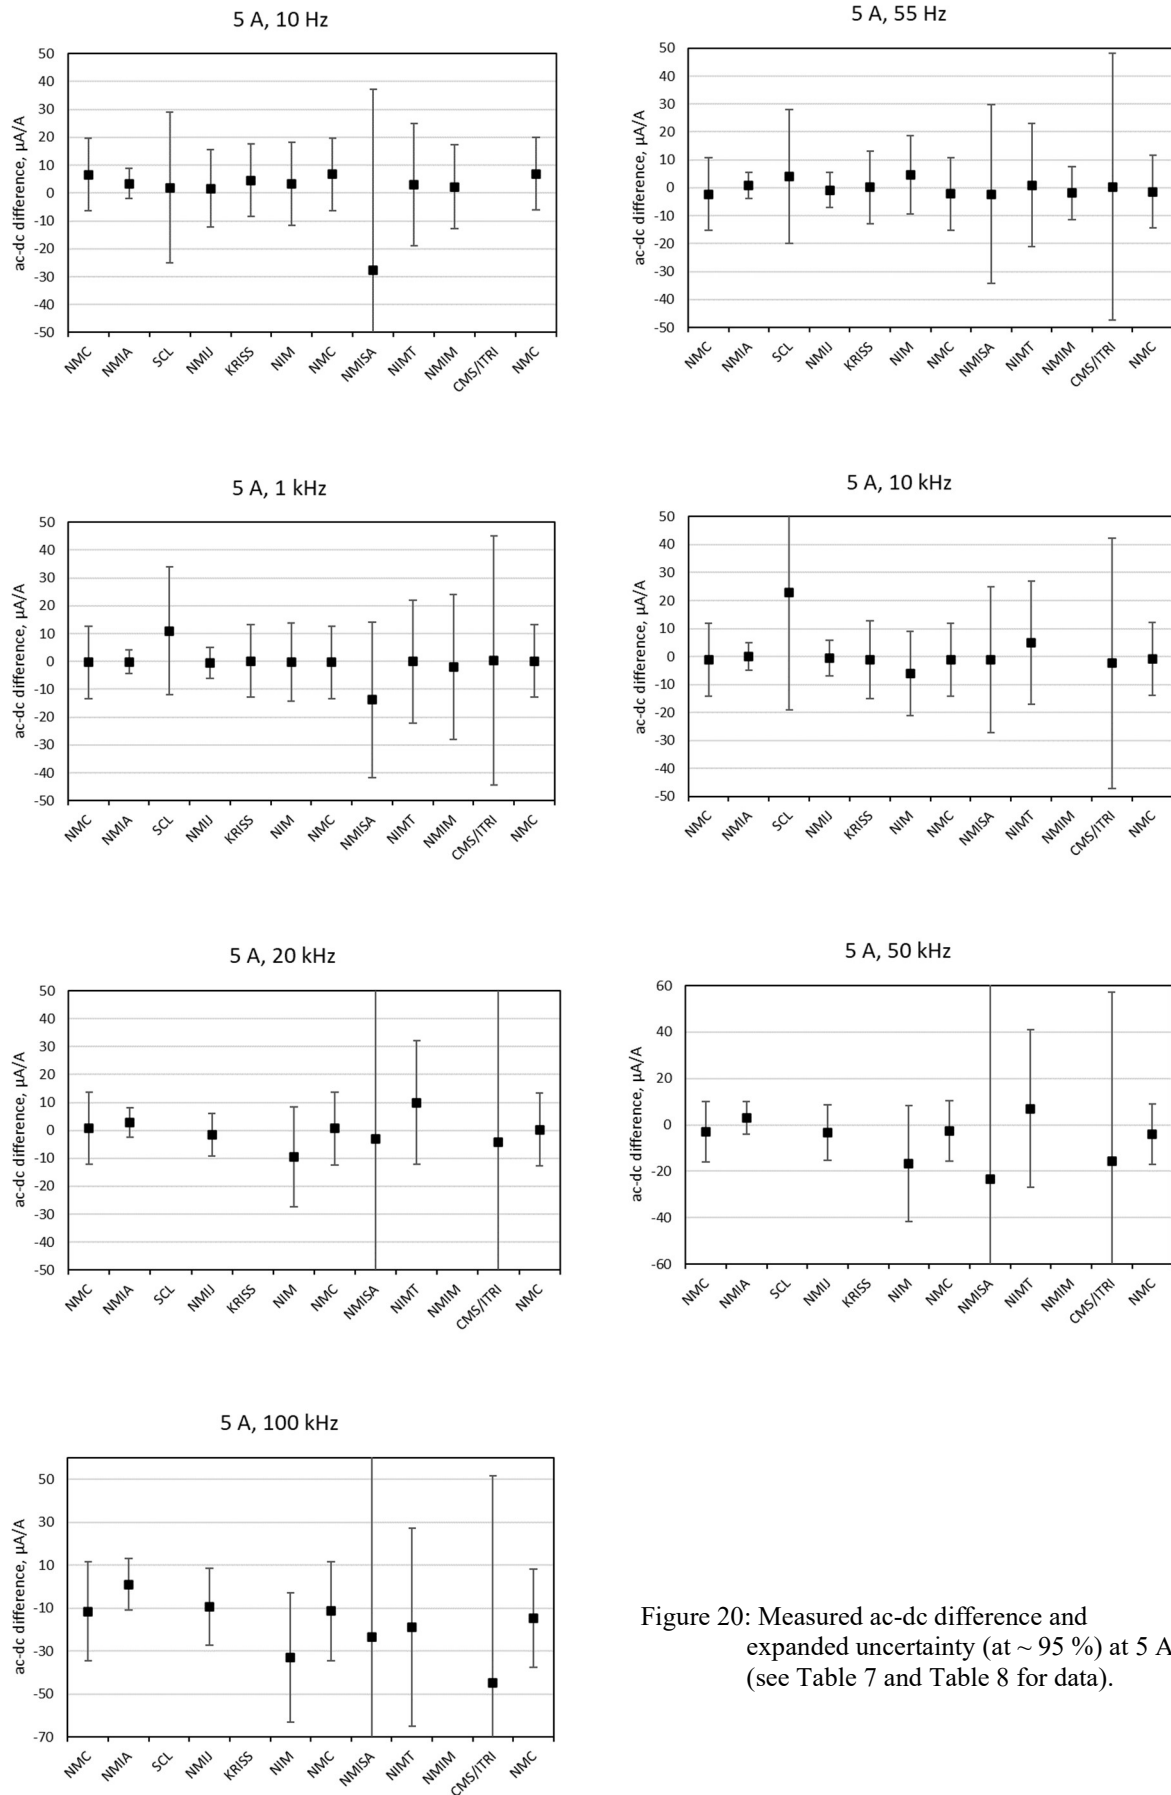 5 A, 10 Hz
ac-dc difference, µA/A
50
40
30
20
10
0
-10
-20
-30
-40
-50
NMC
NMIA
SCL
NMIJ
KRISS
NIM
NMC
NMISA
NIMT
NMIM
CMS/ITRI
NMC
5 A, 55 Hz
ac-dc difference, µA/A
50
40
30
20
10
0
-10
-20
-30
-40
-50
NMC
NMIA
SCL
NMIJ
KRISS
NIM
NMC
NMISA
NIMT
NMIM
CMS/ITRI
NMC
5 A, 1 kHz
ac-dc difference, µA/A
50
40
30
20
10
0
-10
-20
-30
-40
-50
NMC
NMIA
SCL
NMIJ
KRISS
NIM
NMC
NMISA
NIMT
NMIM
CMS/ITRI
NMC
5 A, 10 kHz
ac-dc difference, µA/A
50
40
30
20
10
0
-10
-20
-30
-40
-50
NMC
NMIA
SCL
NMIJ
KRISS
NIM
NMC
NMISA
NIMT
NMIM
CMS/ITRI
NMC
5 A, 20 kHz
ac-dc difference, µA/A
50
40
30
20
10
0
-10
-20
-30
-40
-50
NMC
NMIA
SCL
NMIJ
KRISS
NIM
NMC
NMISA
NIMT
NMIM
CMS/ITRI
NMC
5 A, 50 kHz
ac-dc difference, µA/A
60
40
20
0
-20
-40
-60
NMC
NMIA
SCL
NMIJ
KRISS
NIM
NMC
NMISA
NIMT
NMIM
CMS/ITRI
NMC
5 A, 100 kHz
ac-dc difference, µA/A
50
30
10
-10
-30
-50
-70
NMC
NMIA
SCL
NMIJ
KRISS
NIM
NMC
NMISA
NIMT
NMIM
CMS/ITRI
NMC
Figure 20: Measured ac-dc difference and
expanded uncertainty (at ~ 95 %) at 5 A
(see Table 7 and Table 8 for data).